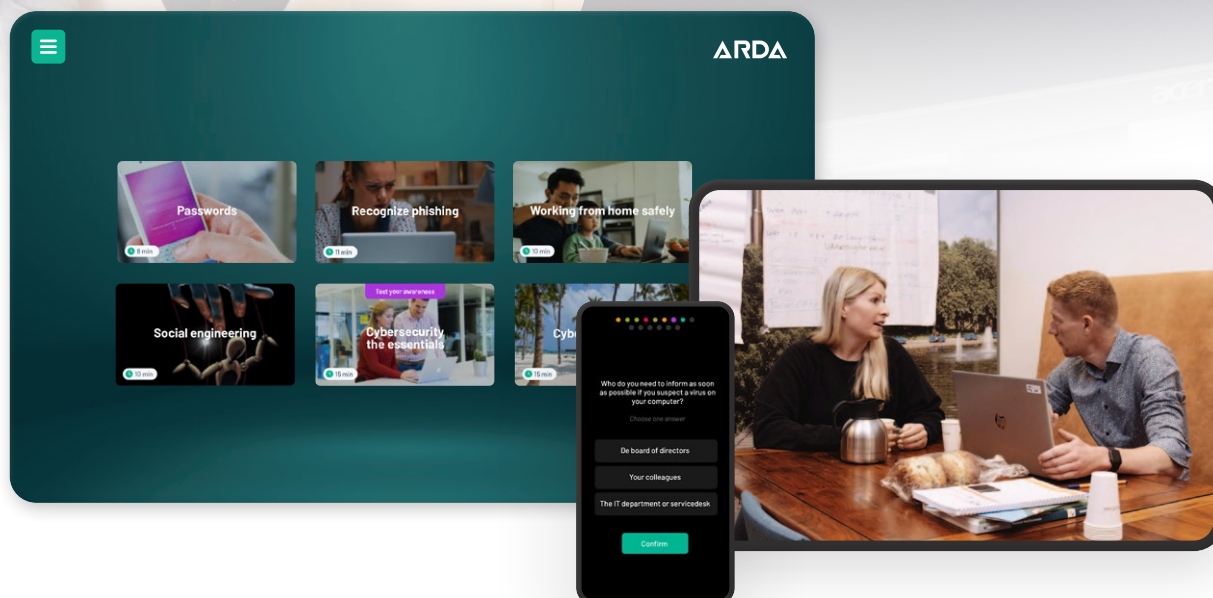 ARDA
Passwords
8 min
Recognize phishing
11 min
Working from home safely
10 min
Social engineering
10 min
Test your awareness
Cybersecurity
the essentials
15 min
Cybe
15 min
Who do you need to inform as soon
as possible if you suspect a virus on
your computer?
Choose one answer
De board of directors
Your colleagues
The IT department or servicedesk
Confirm
hp
acer